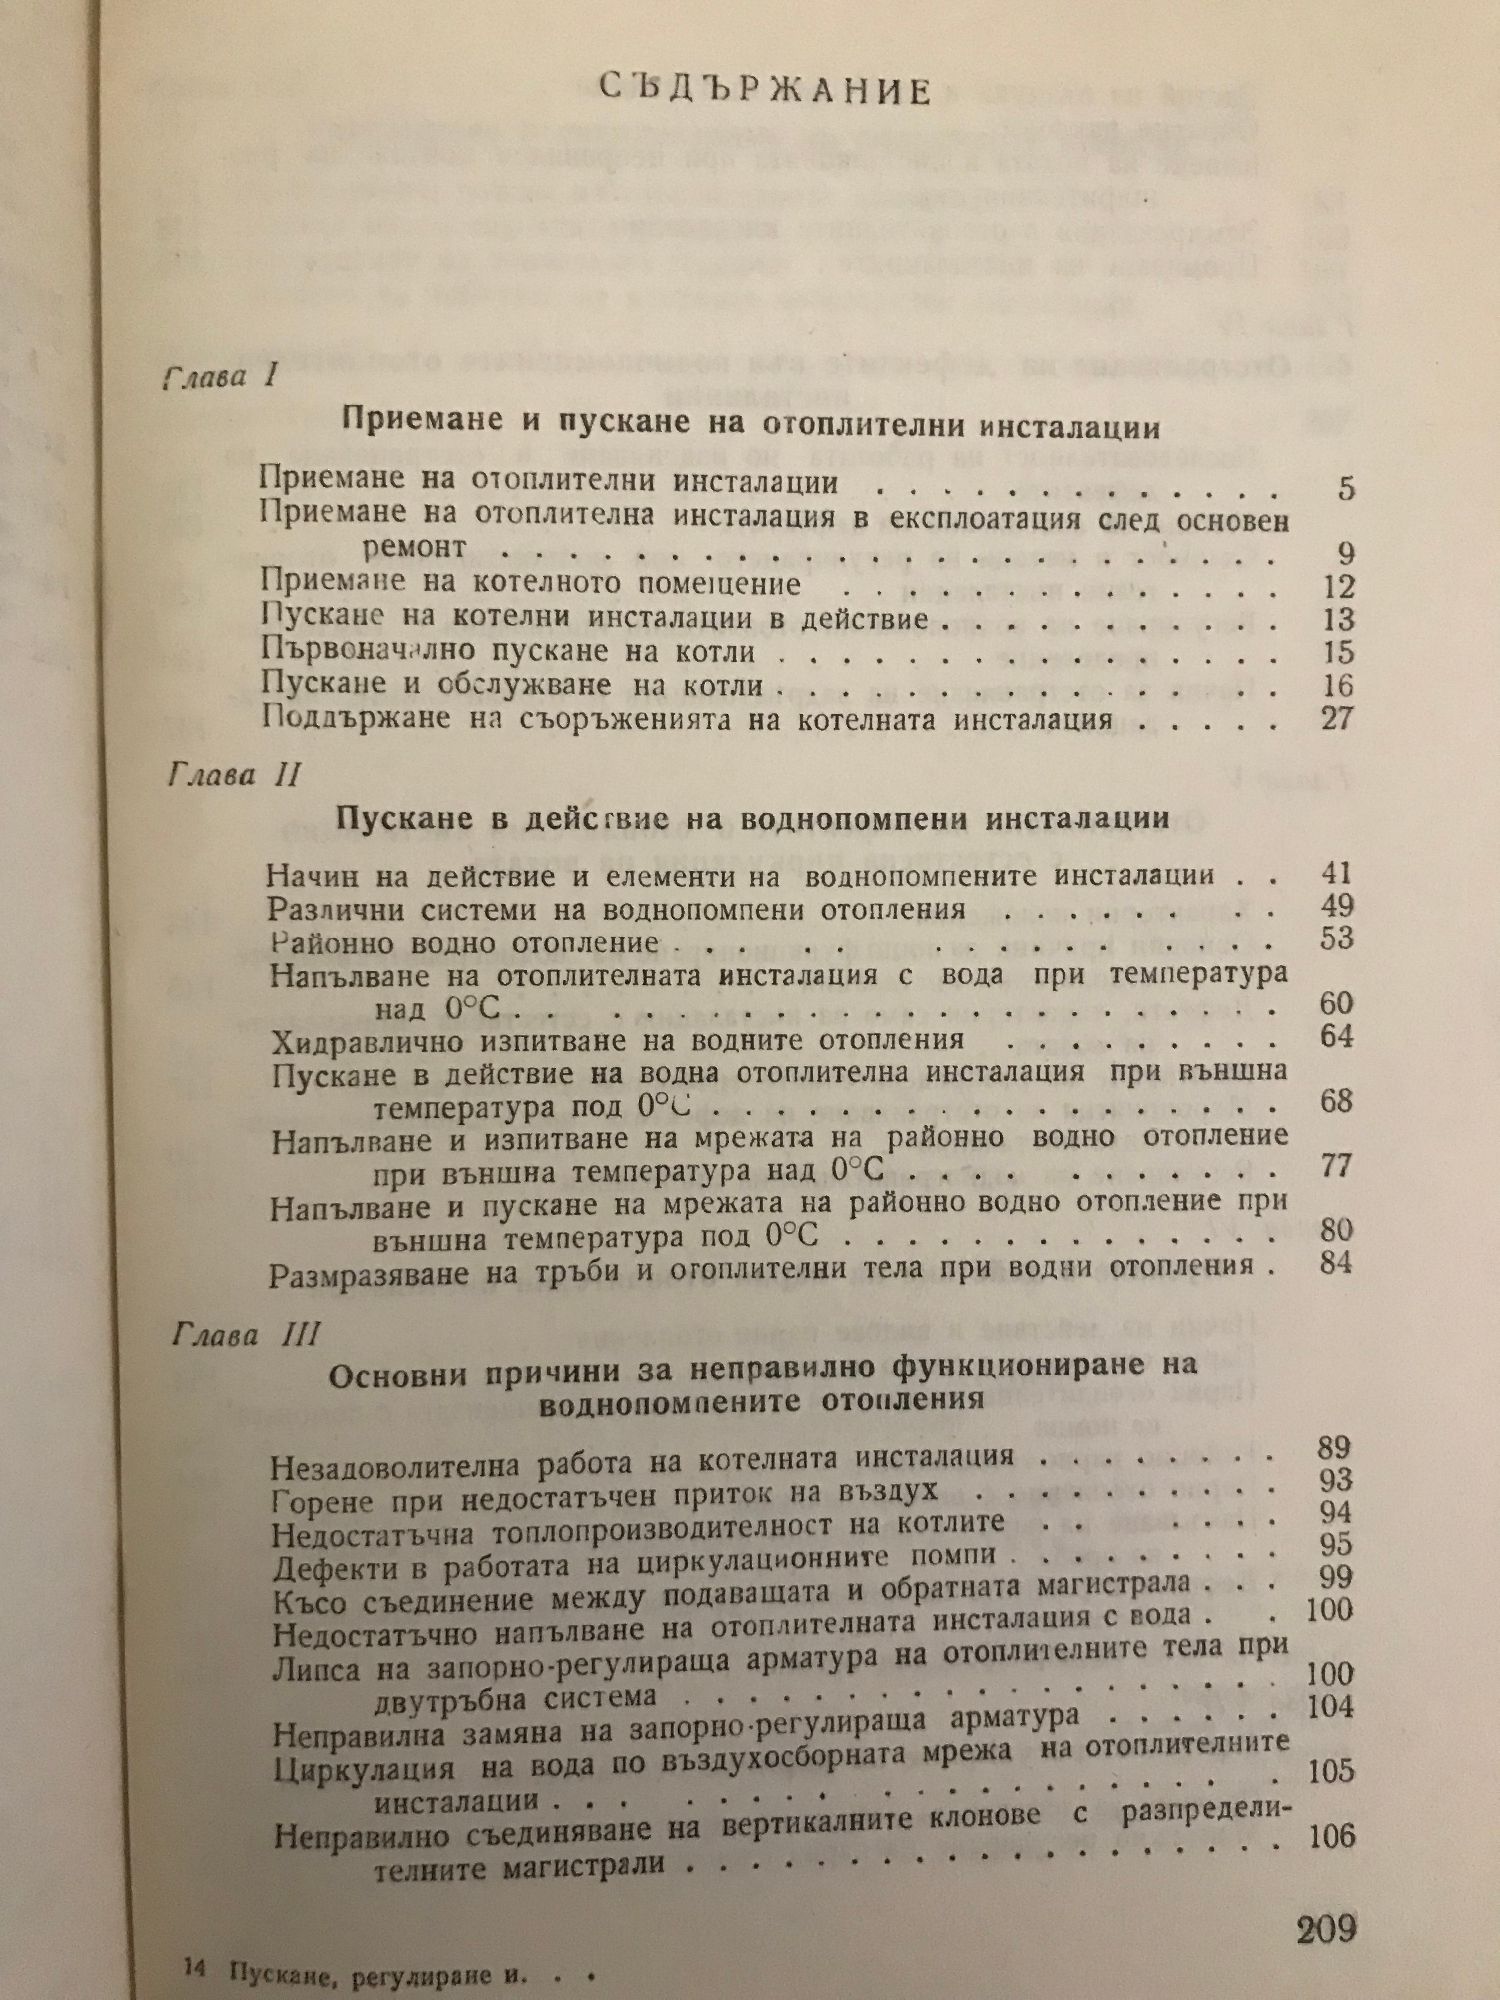 СЪДЪРЖАНИЕ
Глава I
Приемане и пускане на отоплителни инсталации
Приемане на отоплителни инсталации . . . . . . . . . . . . . 5
Приемане на отоплителна инсталация в експлоатация след основен
ремонт . . . . . . . . . . . . . . . . . . . . . . . . 9
Приемане на котелното помещение . . . . . . . . . . . . . . 12
Пускане на котелни инсталации в действие . . . . . . . . . . . 13
Първоначално пускане на котли . . . . . . . . . . . . . . . . 15
Пускане и обслужване на котли . . . . . . . . . . . . . . . . 16
Поддържане на съоръженията на котелната инсталация . . . . . 27
Глава II
Пускане в действие на воднопомпени инсталации
Начин на действие и елементи на воднопомпените инсталации . . 41
Различни системи на воднопомпени отопления . . . . . . . . 49
Районно водно отопление . . . . . . . . . . . . . . . 53
Напълване на отоплителната инсталация с вода при температура
над 0°С . . . . . . . . . . . . . . . . . . . . . . 60
Хидравлично изпитване на водните отопления . . . . . . . . . 64
Пускане в действие на водна отоплителна инсталация при външна
температура под 0°С . . . . . . . . . . . . . . . . . . 68
Напълване и изпитване на мрежата на районно водно отопление
при външна температура над 0°С . . . . . . . . . . . 77
Напълване и пускане на мрежата на районно водно отопление при
външна температура под 0°С . . . . . . . . . . . . . . 80
Размразяване на тръби и отоплителни тела при водни отопления . 84
Глава III
Основни причини за неправилно функциониране на
воднопомпените отопления
Незадоволителна работа на котелната инсталация . . . . . . . . 89
Горене при недостатъчен приток на въздух . . . . . . . . . . 93
Недостатъчна топлопроизводителност на котлите . . . . . . 94
Дефекти в работата на циркулационните помпи . . . . . . . . . 95
Късо съединение между подаващата и обратната магистрала . . . 99
Недостатъчно напълване на отоплителната инсталация с вода . . 100
Липса на запорно-регулираща арматура на отоплителните тела при
двутръбна система . . . . . . . . . . . . . . . . . . . 100
Неправилна замяна на запорно-регулираща арматура . . . . . . 104
Циркулация на вода по въздухосборната мрежа на отоплителните
инсталации . . . . . . . . . . . . . . . . . . . 105
Неправилно съединяване на вертикалните клонове с разпредели-
телните магистрали . . . . . . . . . . . . . . . . . . . 106
209
14 Пускане, регулиране и. . .